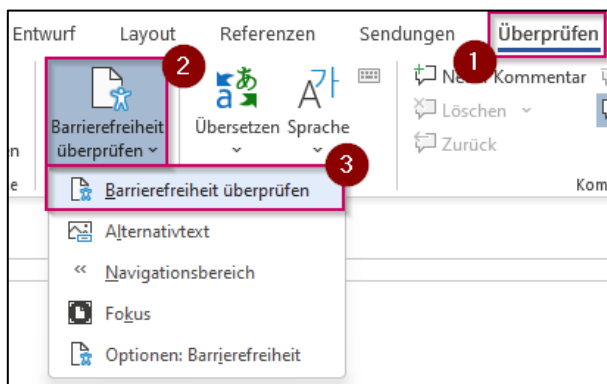 Entwurf Layout Referenzen Sendungen Überprüfen
2
1
Kommentar
Barrierefreiheit
überprüfen
Übersetzen Sprache
Löschen
Zurück
n
e
3
Kom
Barrierefreiheit überprüfen
Alternativtext
Navigationsbereich
Fokus
Optionen: Barrierefreiheit